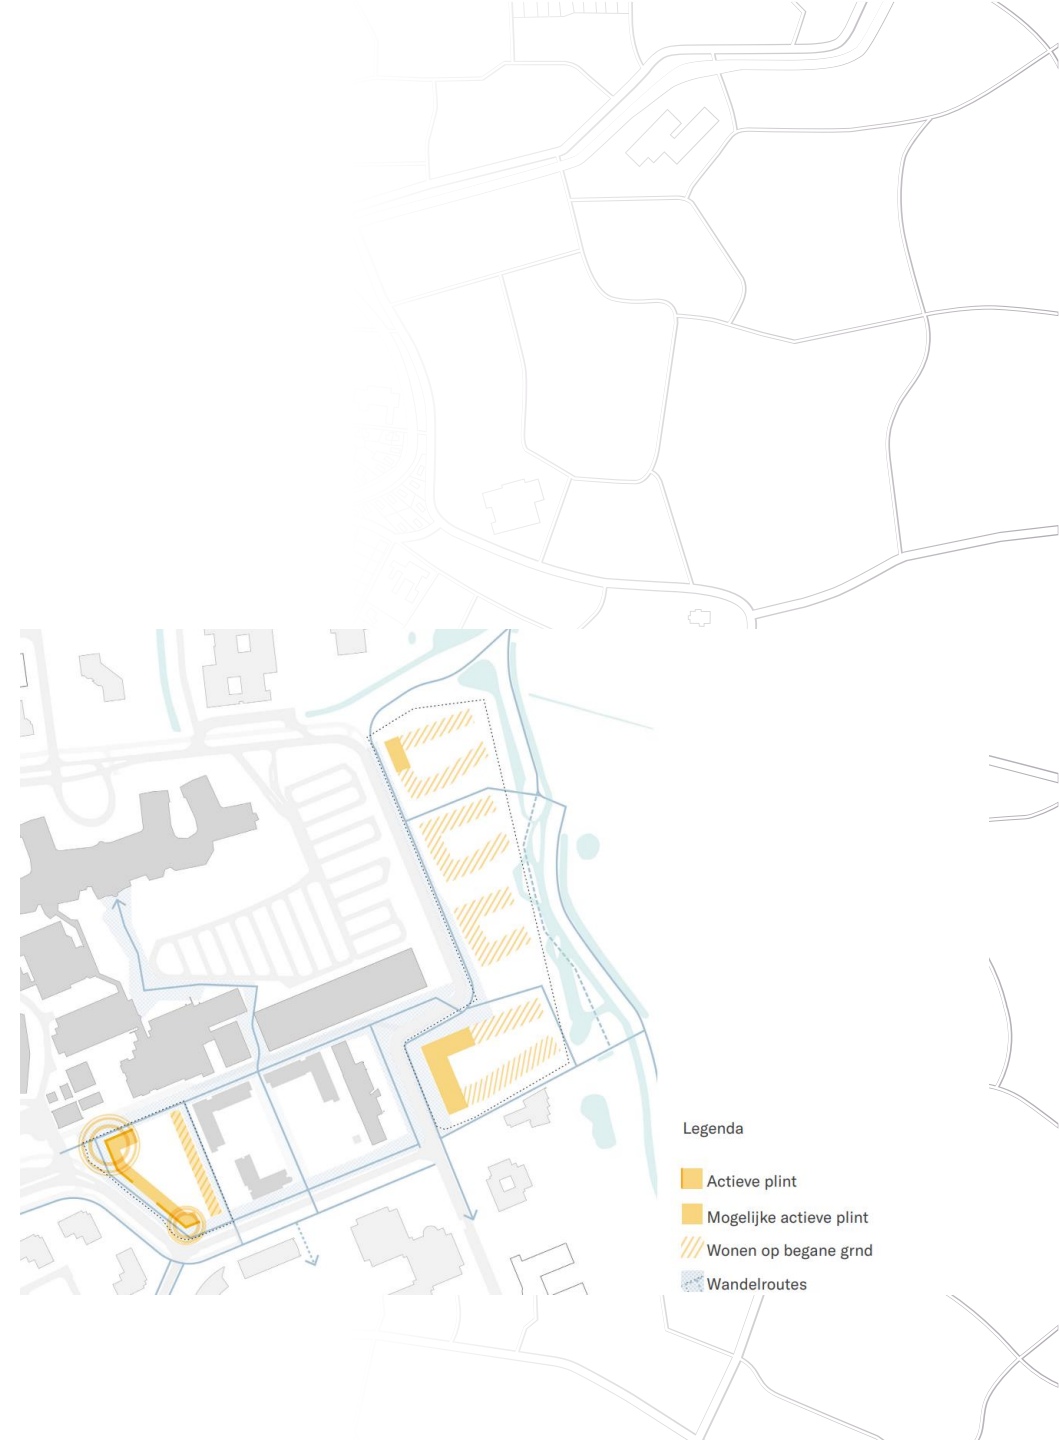 Legenda
Actieve plint
Mogelijke actieve plint
Wonen op begane grnd
Wandelroutes